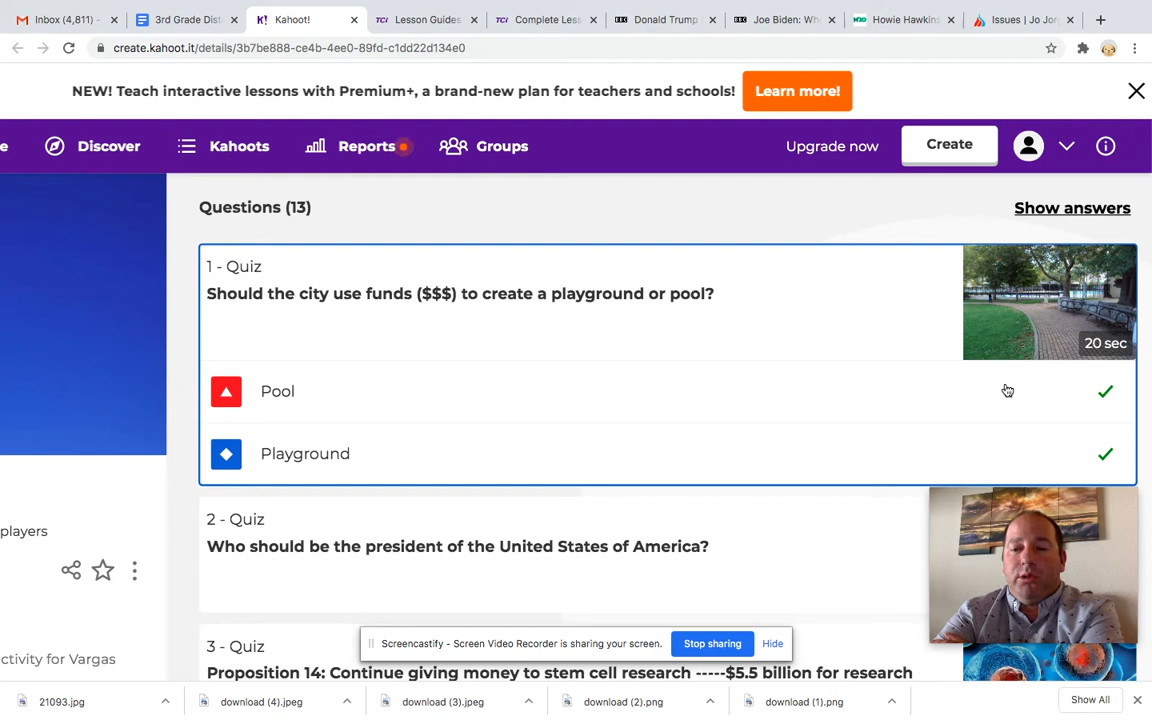 Inbox (4,811) -
3rd Grade Dist
K! Kahoot!
TCi Lesson Guides
TCi Complete Less
Donald Trump
Joe Biden: Wh
Howie Hawkins
Issues | Jo Jor
create.kahoot.it/details/3b7be888-ce4b-4ee0-89fd-c1dd22d134e0
NEW! Teach interactive lessons with Premium+, a brand-new plan for teachers and schools! Learn more!
e Discover Kahoots Reports Groups Upgrade now Create
Questions (13) Show answers
1 - Quiz
Should the city use funds ($$$) to create a playground or pool?
20 sec
Pool
Playground
2 - Quiz
Who should be the president of the United States of America?
players
Screencastify - Screen Video Recorder is sharing your screen. Stop sharing Hide
3 - Quiz
ctivity for Vargas
Proposition 14: Continue giving money to stem cell research -----$5.5 billion for research
21093.jpg download (4).jpeg download (3).jpeg download (2).png download (1).png Show All